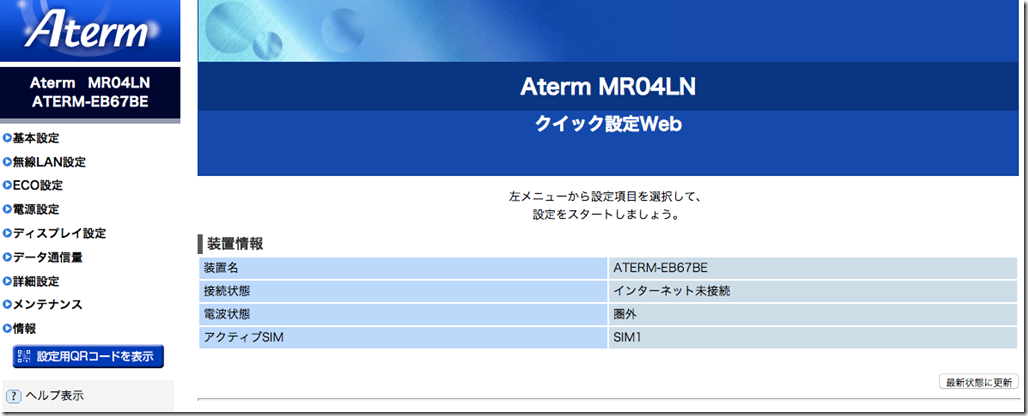 Aterm
Aterm MR04LN
ATERM-EB67BE
基本設定
無線LAN設定
ECO設定
電源設定
ディスプレイ設定
データ通信量
詳細設定
メンテナンス
情報
設定用QRコードを表示
? ヘルプ表示
Aterm MR04LN
クイック設定Web
左メニューから設定項目を選択して、
設定をスタートしましょう。
装置情報
装置名 ATERM-EB67BE
接続状態 インターネット未接続
電波状態 圏外
アクティブSIM SIM1
最新状態に更新